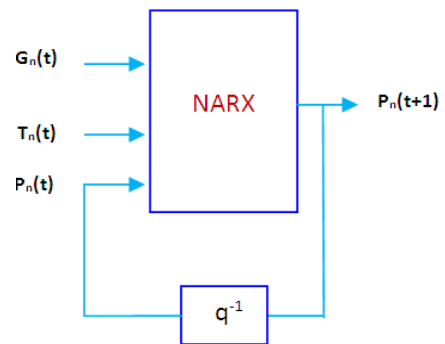 Gₙ(t)
NARX
Pₙ(t+1)
Tₙ(t)
Pₙ(t)
q⁻¹